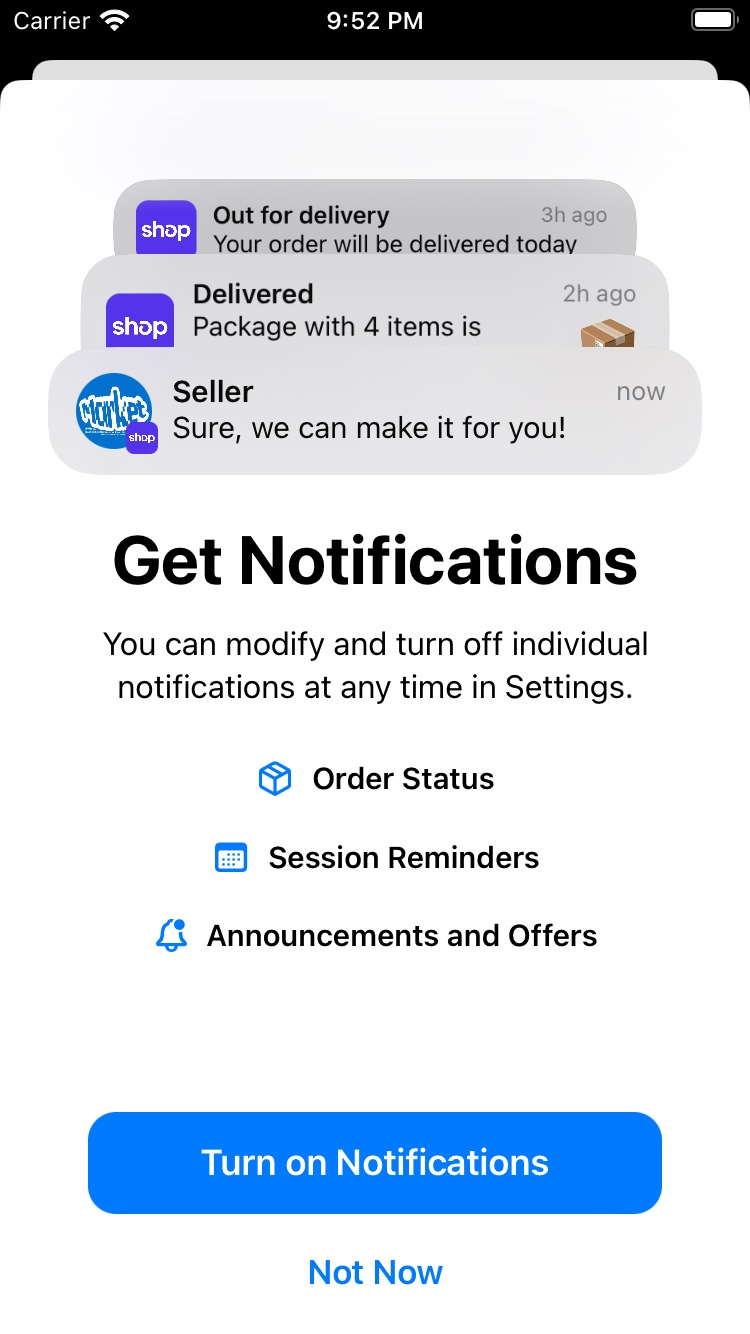 Carrier 9:52 PM
shop
Out for delivery 3h ago
Your order will be delivered today
shop
Delivered 2h ago
Package with 4 items is
Market
shop
Seller now
Sure, we can make it for you!
Get Notifications
You can modify and turn off individual
notifications at any time in Settings.
Order Status
Session Reminders
Announcements and Offers
Turn on Notifications
Not Now